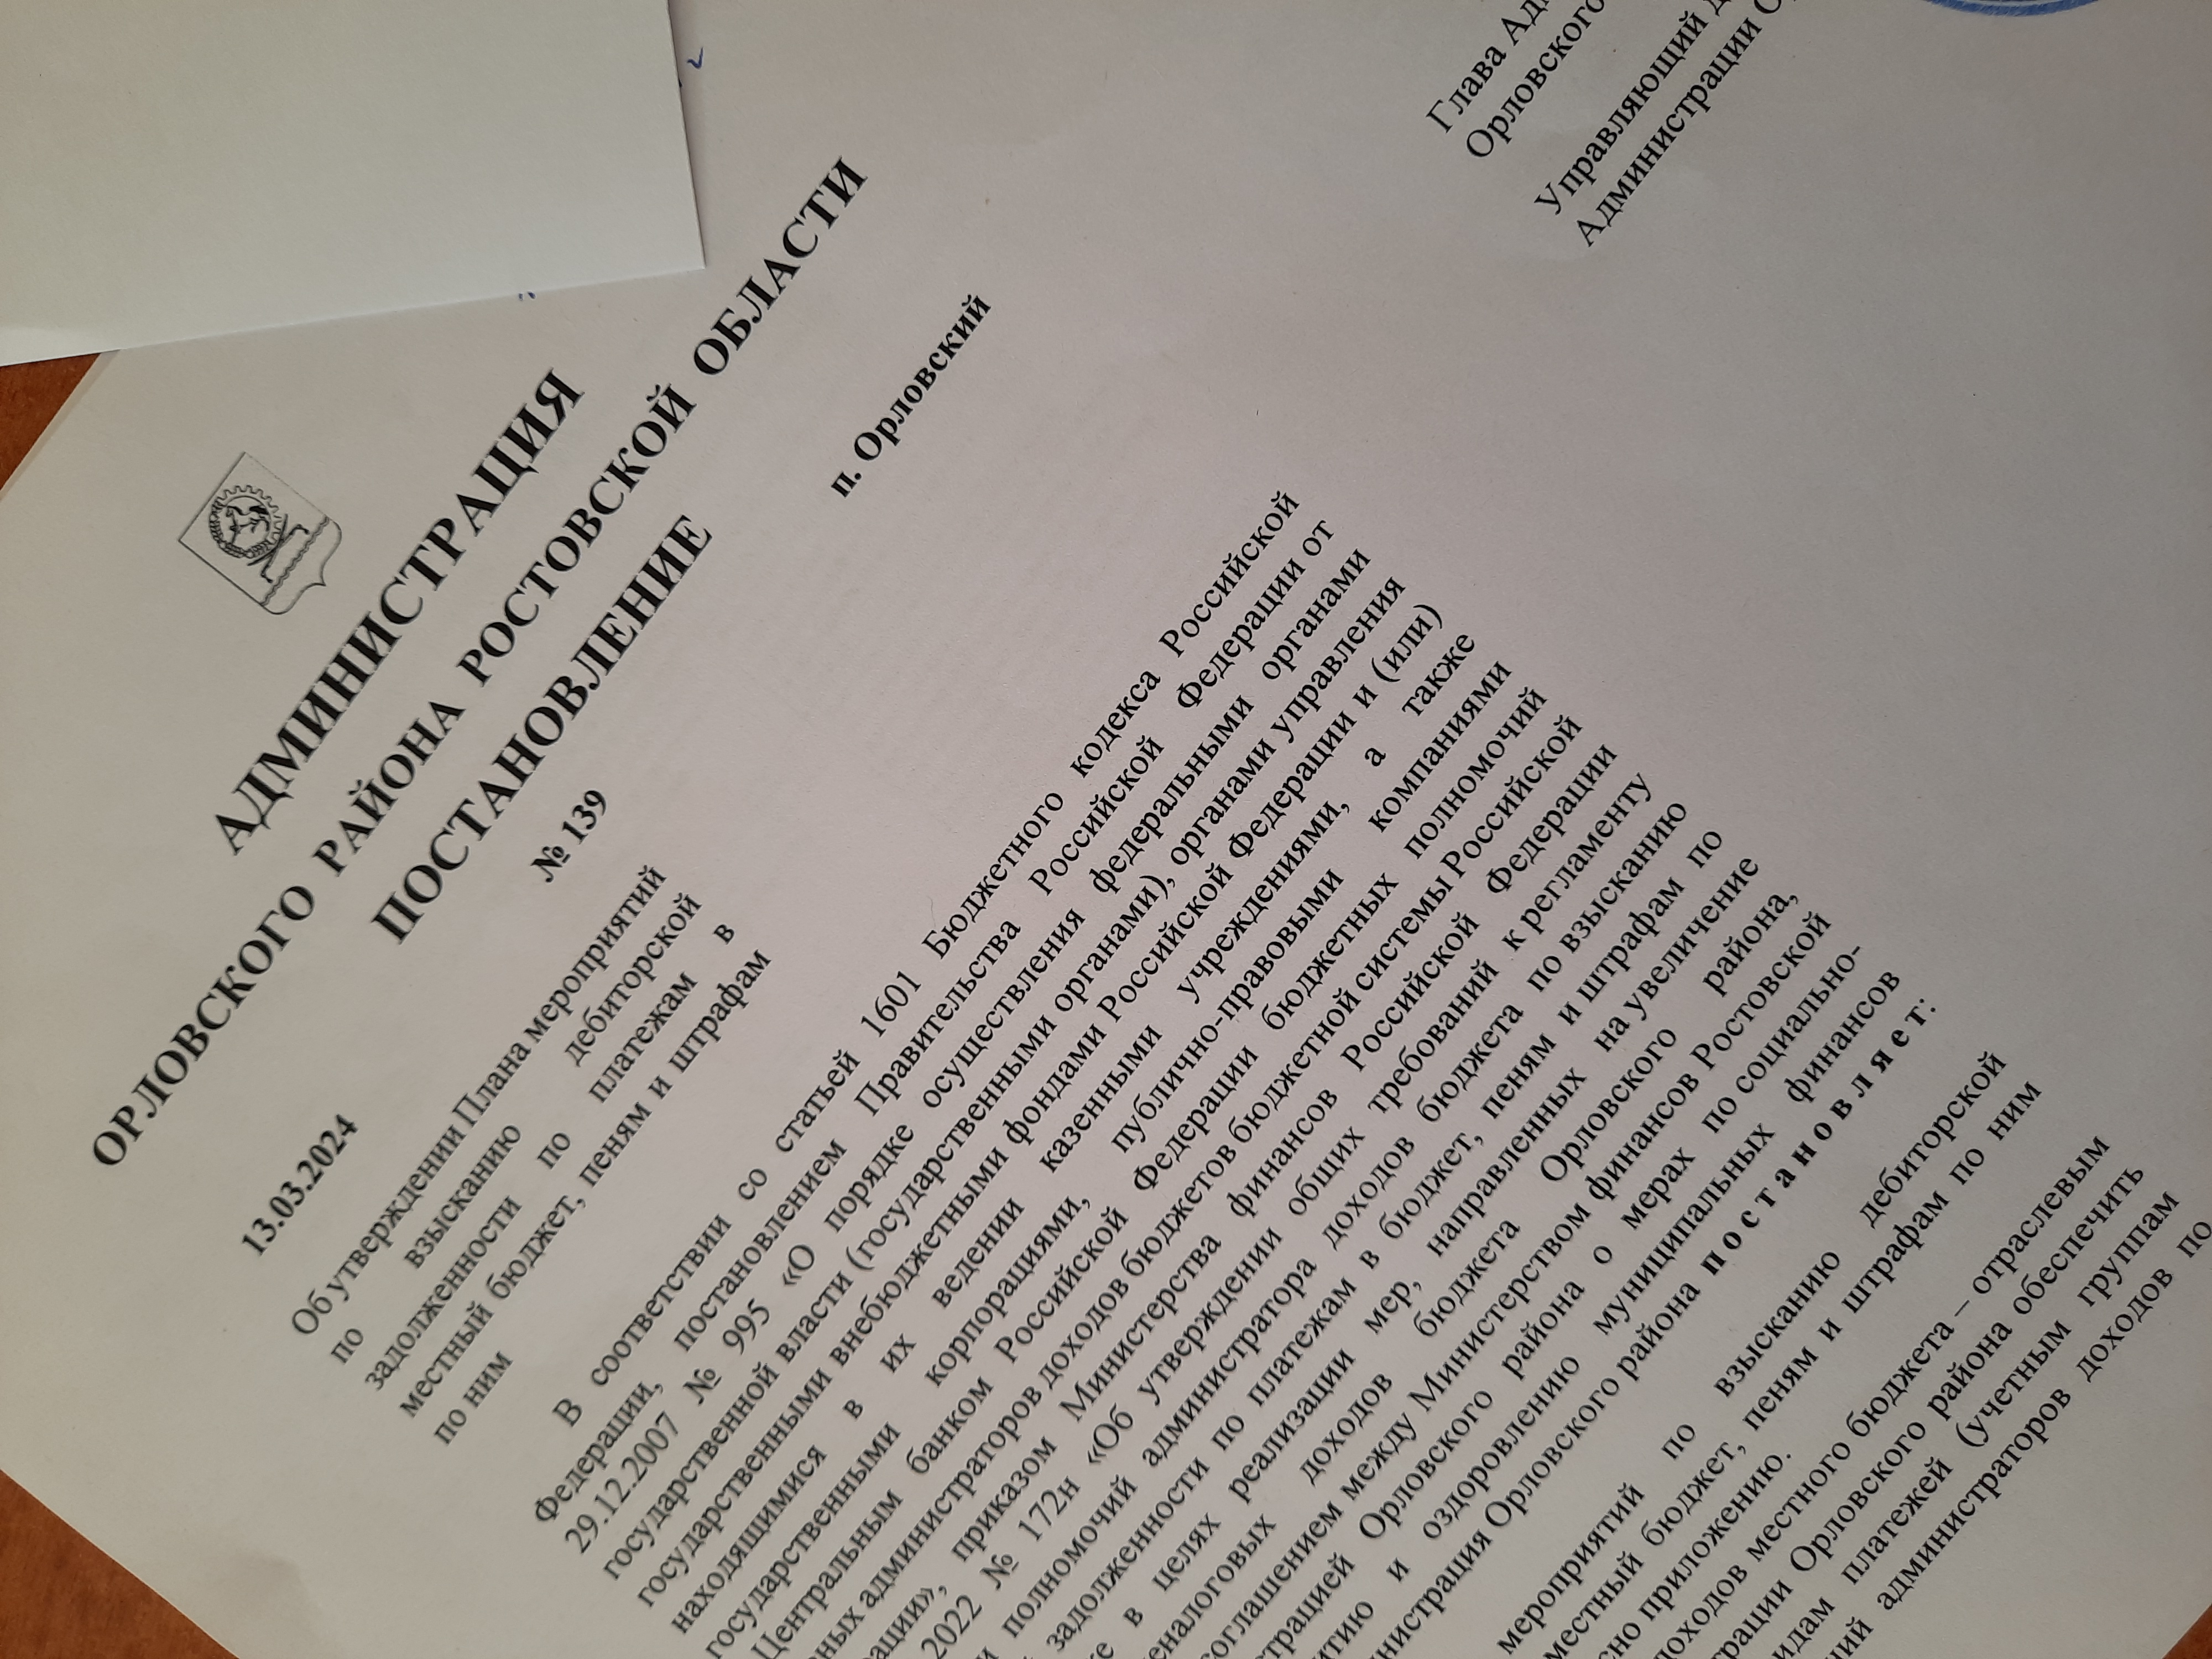 АДМИНИСТРАЦИЯ
ОРЛОВСКОГО РАЙОНА РОСТОВСКОЙ ОБЛАСТИ
ПОСТАНОВЛЕНИЕ
13.03.2024 № 139 п. Орловский
Об утверждении Плана мероприятий
по взысканию дебиторской
задолженности по платежам в
местный бюджет, пеням и штрафам
по ним
В соответствии со статьей 1601 Бюджетного кодекса Российской
Федерации, постановлением Правительства Российской Федерации от
29.12.2007 № 995 «О порядке осуществления федеральными органами
государственной власти (государственными органами), органами управления
государственными внебюджетными фондами Российской Федерации и (или)
находящимися в их ведении казенными учреждениями, а также
государственными корпорациями, публично-правовыми компаниями
Центральным банком Российской Федерации бюджетных полномочий
администраторов доходов бюджетов бюджетной системы Российской
приказом Министерства финансов Российской Федерации
2022 № 172н «Об утверждении общих требований к регламенту
полномочий администратора доходов бюджета по взысканию
задолженности по платежам в бюджет, пеням и штрафам по
в целях реализации мер, направленных на увеличение
доходов бюджета Орловского района,
соглашением между Министерством финансов Ростовской
Орловского района о мерах по социально-
и оздоровлению муниципальных финансов
Орловского района п о с т а н о в л я е т:
мероприятий по взысканию дебиторской
местный бюджет, пеням и штрафам по ним
приложению.
доходов местного бюджета – отраслевым
Орловского района обеспечить
платежей (учетным группам
администраторов доходов по
Глава
Орловского
Управляющий
Администрации